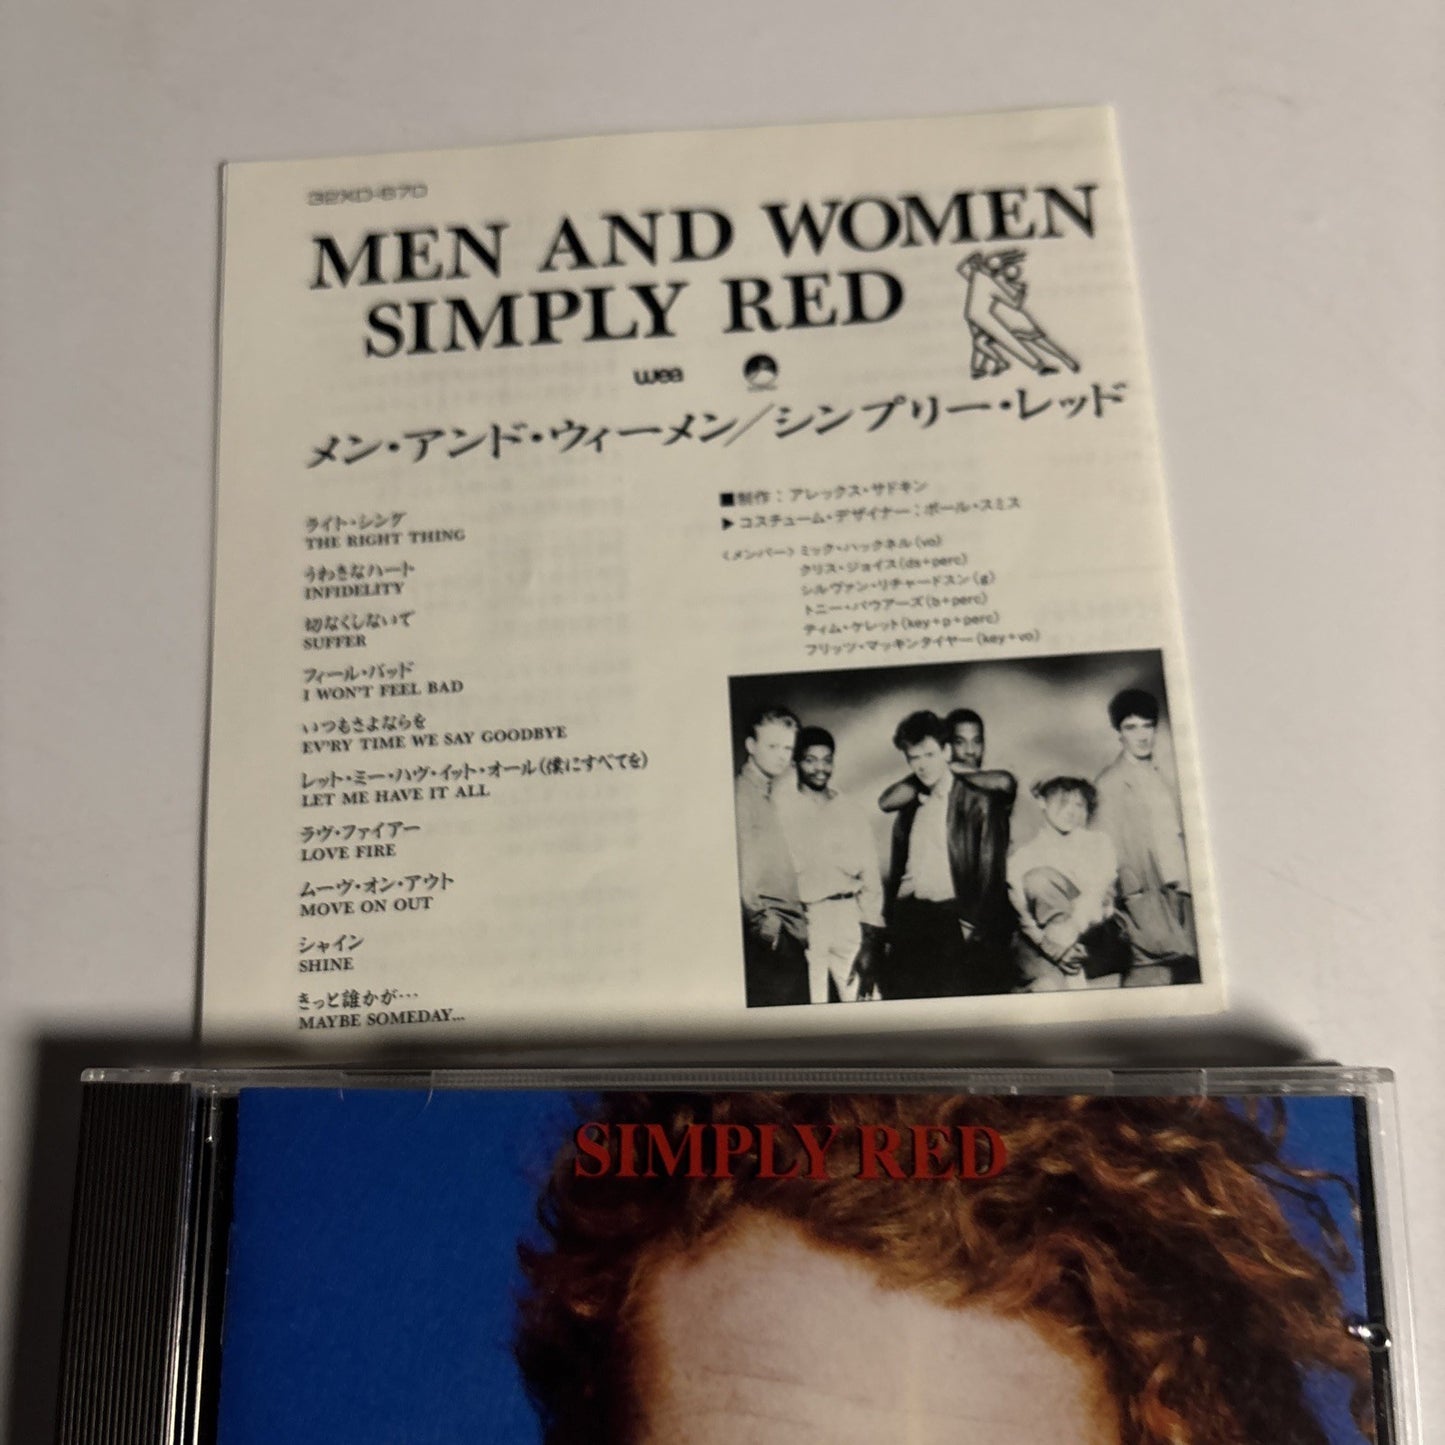 32XD-670
MEN AND WOMEN
SIMPLY RED
wea
メン・アンド・ウィーメン／シンプリー・レッド
ライト・シング
THE RIGHT THING
うわきなハート
INFIDELITY
切なくしないで
SUFFER
フィール・バッド
I WON'T FEEL BAD
いつもさよならを
EV'RY TIME WE SAY GOODBYE
レット・ミー・ハヴ・イット・オール(僕にすべてを)
LET ME HAVE IT ALL
ラヴ・ファイアー
LOVE FIRE
ムーヴ・オン・アウト
MOVE ON OUT
シャイン
SHINE
きっと誰かが…
MAYBE SOMEDAY...
■制作：アレックス・サドキン
▶コスチューム・デザイナー：ポール・スミス
〈メンバー〉ミック・ハックネル(vo)
クリス・ジョイス(ds+perc)
シルヴァン・リチャードスン(g)
トニー・バウアーズ(b+perc)
ティム・ケレット(key+p+perc)
フリッツ・マッキンタイヤー(key+vo)
SIMPLY RED